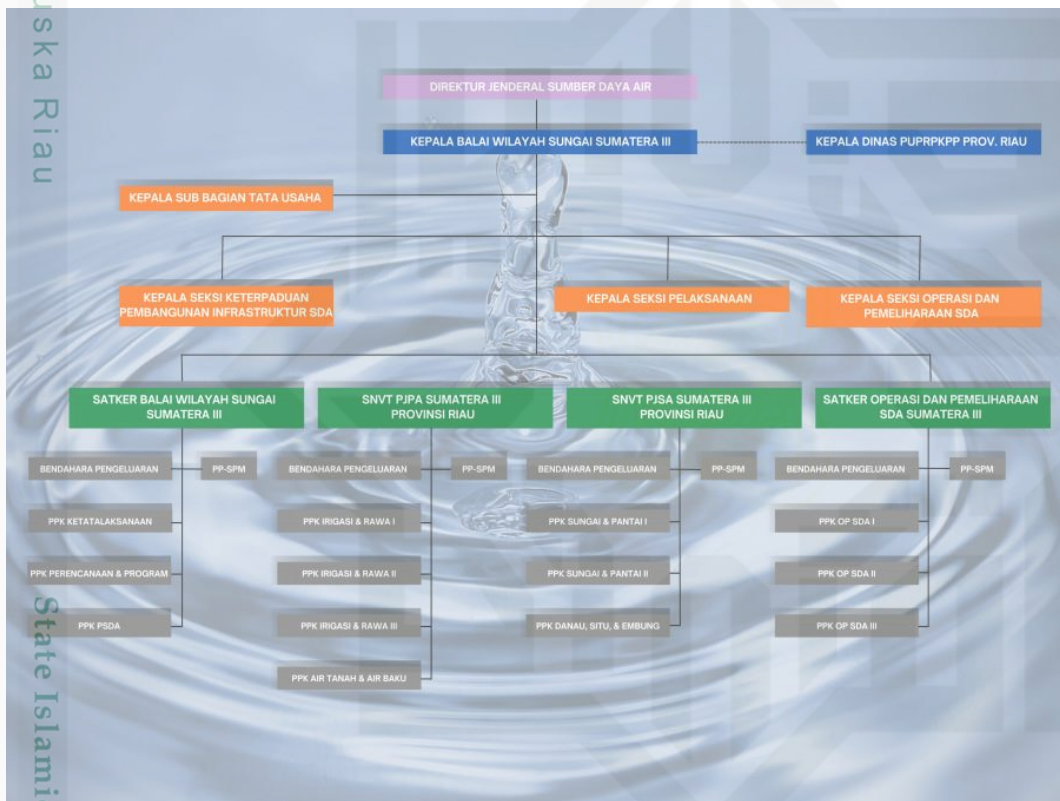 uska Riau
State Islami
DIREKTUR JENDERAL SUMBER DAYA AIR
KEPALA BALAI WILAYAH SUNGAI SUMATERA III
KEPALA DINAS PUPRPKPP PROV. RIAU
KEPALA SUB BAGIAN TATA USAHA
KEPALA SEKSI KETERPADUAN
PEMBANGUNAN INFRASTRUKTUR SDA
KEPALA SEKSI PELAKSANAAN
KEPALA SEKSI OPERASI DAN
PEMELIHARAAN SDA
SATKER BALAI WILAYAH SUNGAI
SUMATERA III
SNVT PJPA SUMATERA III
PROVINSI RIAU
SNVT PJSA SUMATERA III
PROVINSI RIAU
SATKER OPERASI DAN PEMELIHARAAN
SDA SUMATERA III
BENDAHARA PENGELUARAN
PP-SPM
BENDAHARA PENGELUARAN
PP-SPM
BENDAHARA PENGELUARAN
PP-SPM
BENDAHARA PENGELUARAN
PP-SPM
PPK KETATALAKSANAAN
PPK IRIGASI & RAWA I
PPK SUNGAI & PANTAI I
PPK OP SDA I
PPK PERENCANAAN & PROGRAM
PPK IRIGASI & RAWA II
PPK SUNGAI & PANTAI II
PPK OP SDA II
PPK PSDA
PPK IRIGASI & RAWA III
PPK DANAU, SITU, & EMBUNG
PPK OP SDA III
PPK AIR TANAH & AIR BAKU